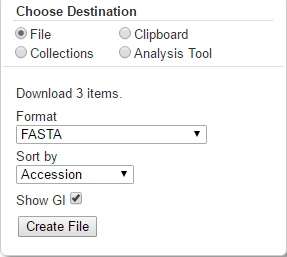 Choose Destination
File Clipboard
Collections Analysis Tool
Download 3 items.
Format
FASTA
Sort by
Accession
Show GI
Create File